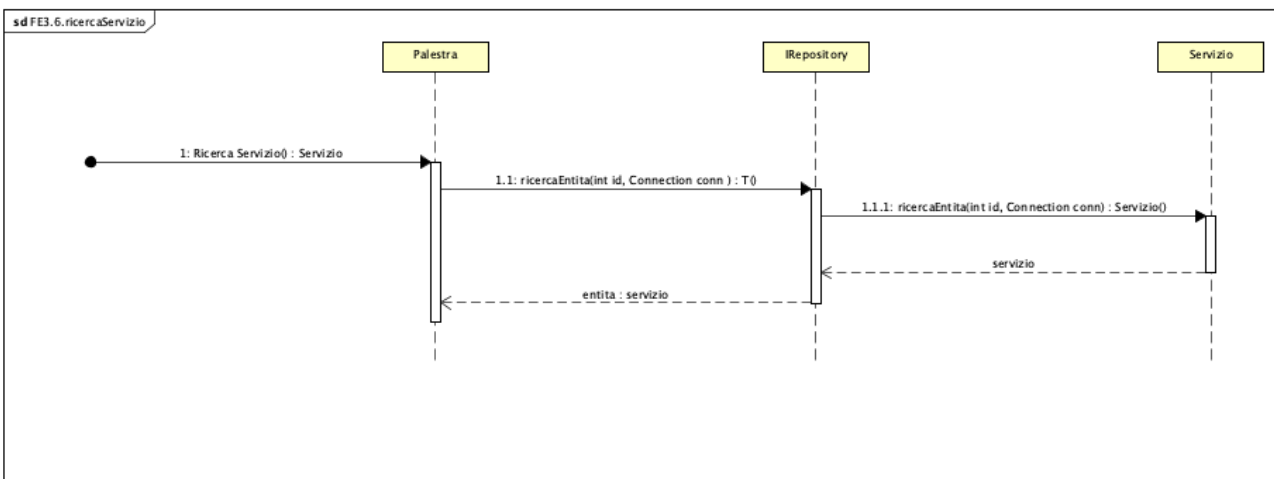 sd FE3.6.ricercaServizio
Palestra
IRepository
Servizio
1: Ricerca Servizio() : Servizio
1.1: ricercaEntita(int id, Connection conn ) : T()
1.1.1: ricercaEntita(int id, Connection conn) : Servizio()
servizio
entita : servizio